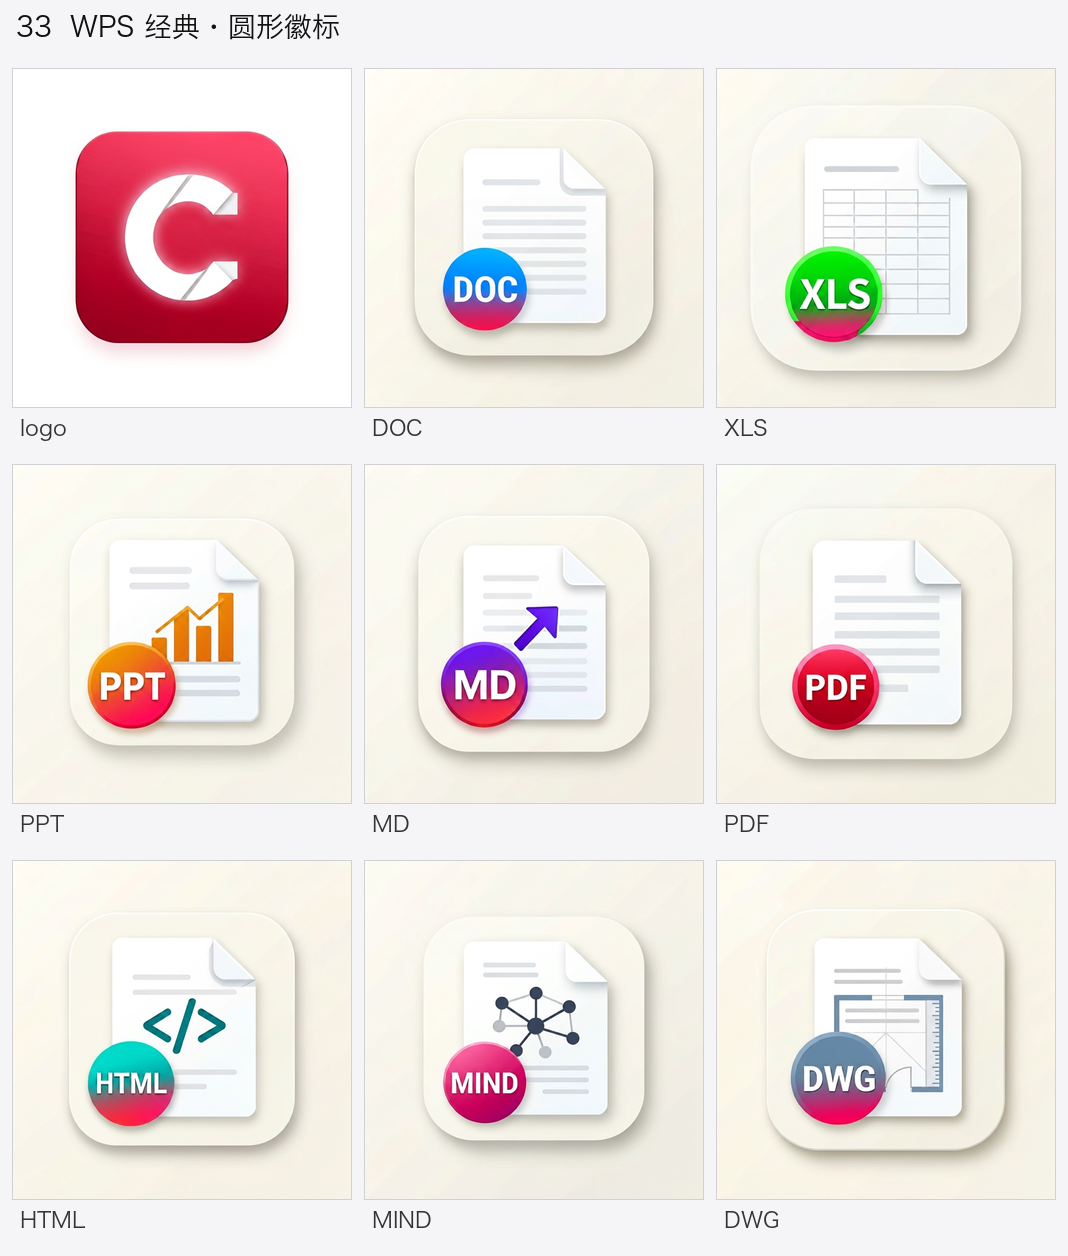 33 WPS 经典·圆形徽标
C
DOC
XLS
logo
DOC
XLS
PPT
MD
PDF
PPT
MD
PDF
</>
HTML
MIND
DWG
HTML
MIND
DWG